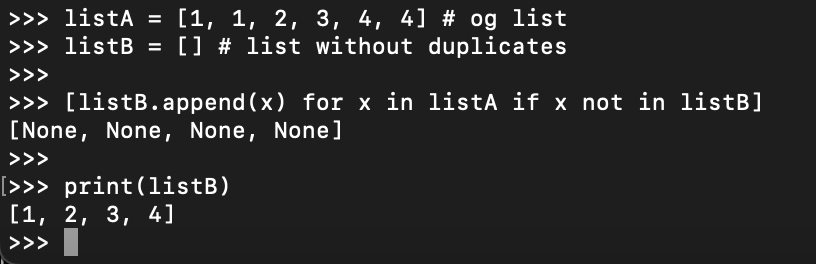 >>> listA = [1, 1, 2, 3, 4, 4] # og list
>>> listB = [] # list without duplicates
>>>
>>> [listB.append(x) for x in listA if x not in listB]
[None, None, None, None]
>>>
[>>> print(listB)
[1, 2, 3, 4]
>>>